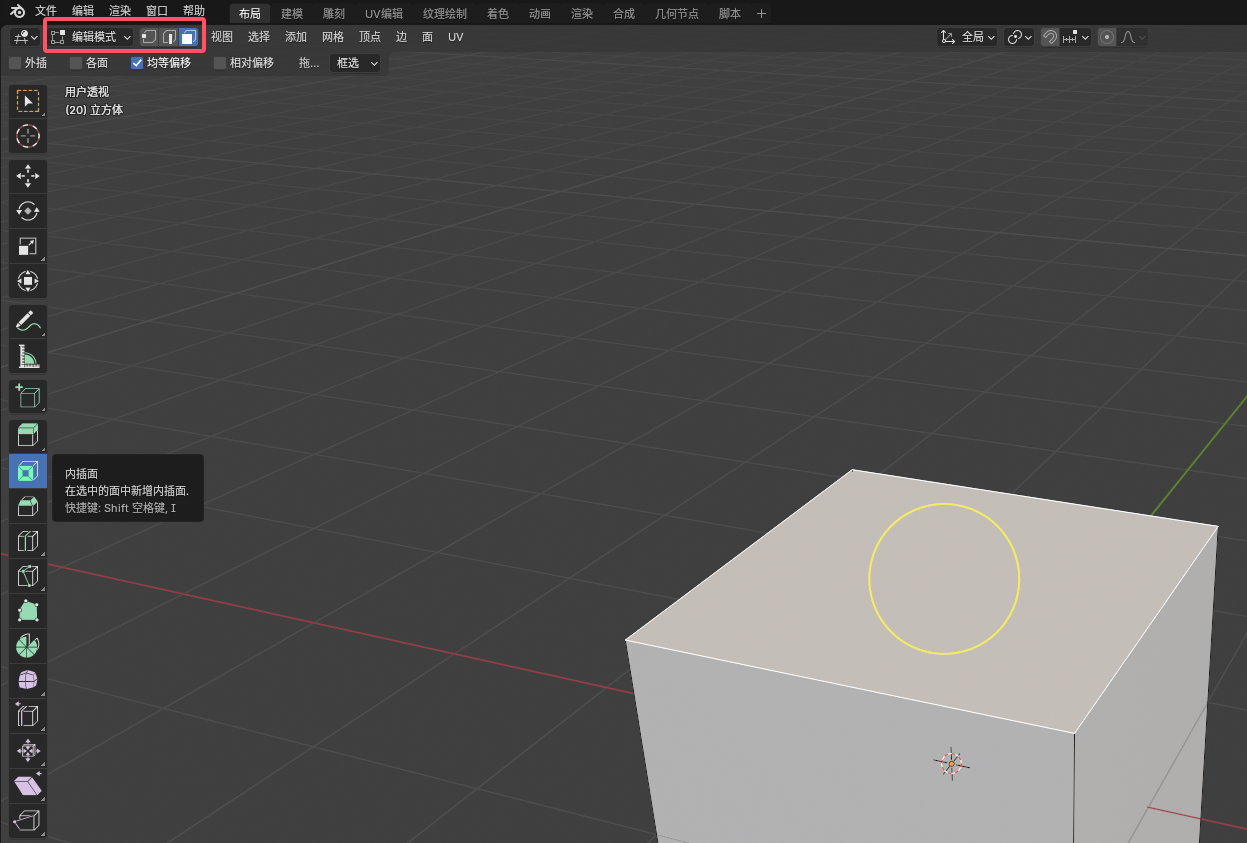 文件 编辑 渲染 窗口 帮助 布局 建模 雕刻 UV编辑 纹理绘制 着色 动画 渲染 合成 几何节点 脚本 +
编辑模式 视图 选择 添加 网格 顶点 边 面 UV 全局
外插 各面 均等偏移 相对偏移 拖... 框选
用户透视
(20) 立方体
内插面
在选中的面中新增内插面.
快捷键: Shift 空格键, I